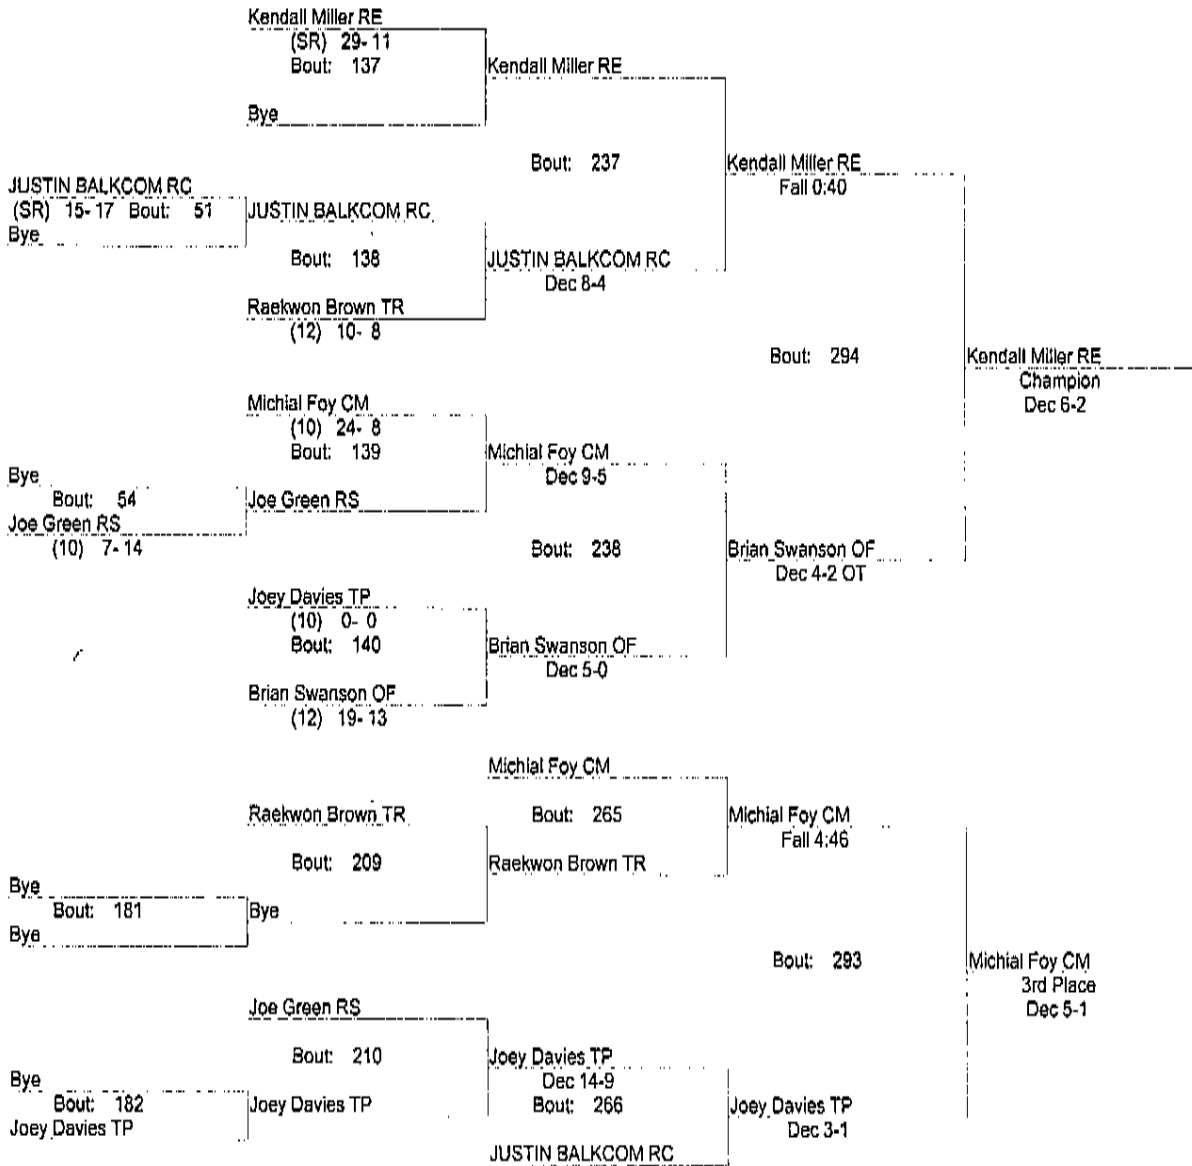 Kendall Miller RE
(SR) 29- 11
Bout: 137
Kendall Miller RE
Bye
Bout: 237
Kendall Miller RE
Fall 0:40
JUSTIN BALKCOM RC
(SR) 15- 17 Bout: 51
JUSTIN BALKCOM RC
Bye
Bout: 138
JUSTIN BALKCOM RC
Dec 8-4
Raekwon Brown TR
(12) 10- 8
Bout: 294
Kendall Miller RE
Champion
Dec 6-2
Michial Foy CM
(10) 24- 8
Bout: 139
Michial Foy CM
Dec 9-5
Bye
Bout: 54
Joe Green RS
Joe Green RS
(10) 7- 14
Bout: 238
Brian Swanson OF
Dec 4-2 OT
Joey Davies TP
(10) 0- 0
Bout: 140
Brian Swanson OF
Dec 5-0
Brian Swanson OF
(12) 19- 13
Michial Foy CM
Raekwon Brown TR
Bout: 265
Michial Foy CM
Fall 4:46
Bout: 209
Raekwon Brown TR
Bye
Bout: 181
Bye
Bye
Bout: 293
Michial Foy CM
3rd Place
Dec 5-1
Joe Green RS
Bout: 210
Joey Davies TP
Dec 14-9
Bye
Bout: 182
Joey Davies TP
Bout: 266
Joey Davies TP
Dec 3-1
Joey Davies TP
JUSTIN BALKCOM RC